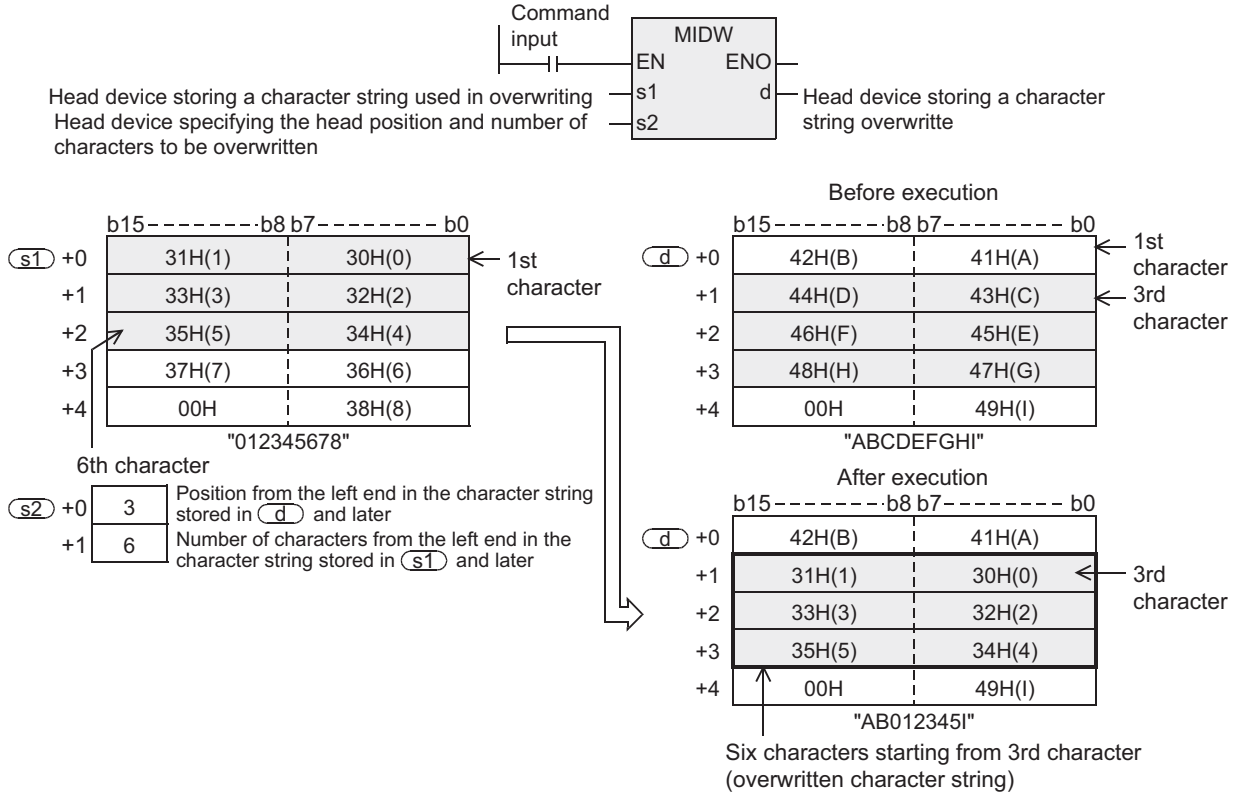 Command
input
MIDW
EN ENO
s1 d
s2
Head device storing a character string used in overwriting
Head device specifying the head position and number of
characters to be overwritten
Head device storing a character
string overwritte
b15 b8 b7 b0
s1 +0 31H(1) 30H(0)
+1 33H(3) 32H(2)
+2 35H(5) 34H(4)
+3 37H(7) 36H(6)
+4 00H 38H(8)
"012345678"
1st
character
6th character
s2 +0 3 Position from the left end in the character string
stored in d and later
+1 6 Number of characters from the left end in the
character string stored in s1 and later
Before execution
b15 b8 b7 b0
d +0 42H(B) 41H(A)
+1 44H(D) 43H(C)
+2 46H(F) 45H(E)
+3 48H(H) 47H(G)
+4 00H 49H(I)
"ABCDEFGHI"
1st
character
3rd
character
After execution
b15 b8 b7 b0
d +0 42H(B) 41H(A)
+1 31H(1) 30H(0)
+2 33H(3) 32H(2)
+3 35H(5) 34H(4)
+4 00H 49H(I)
"AB012345I"
3rd
character
Six characters starting from 3rd character
(overwritten character string)